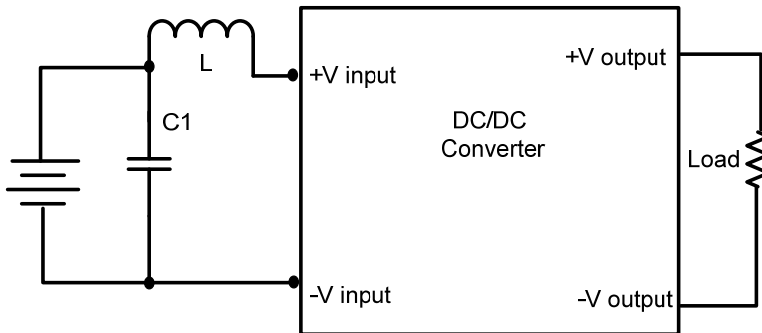 L
+V input
+V output
C1
DC/DC
Converter
Load
–V input
–V output